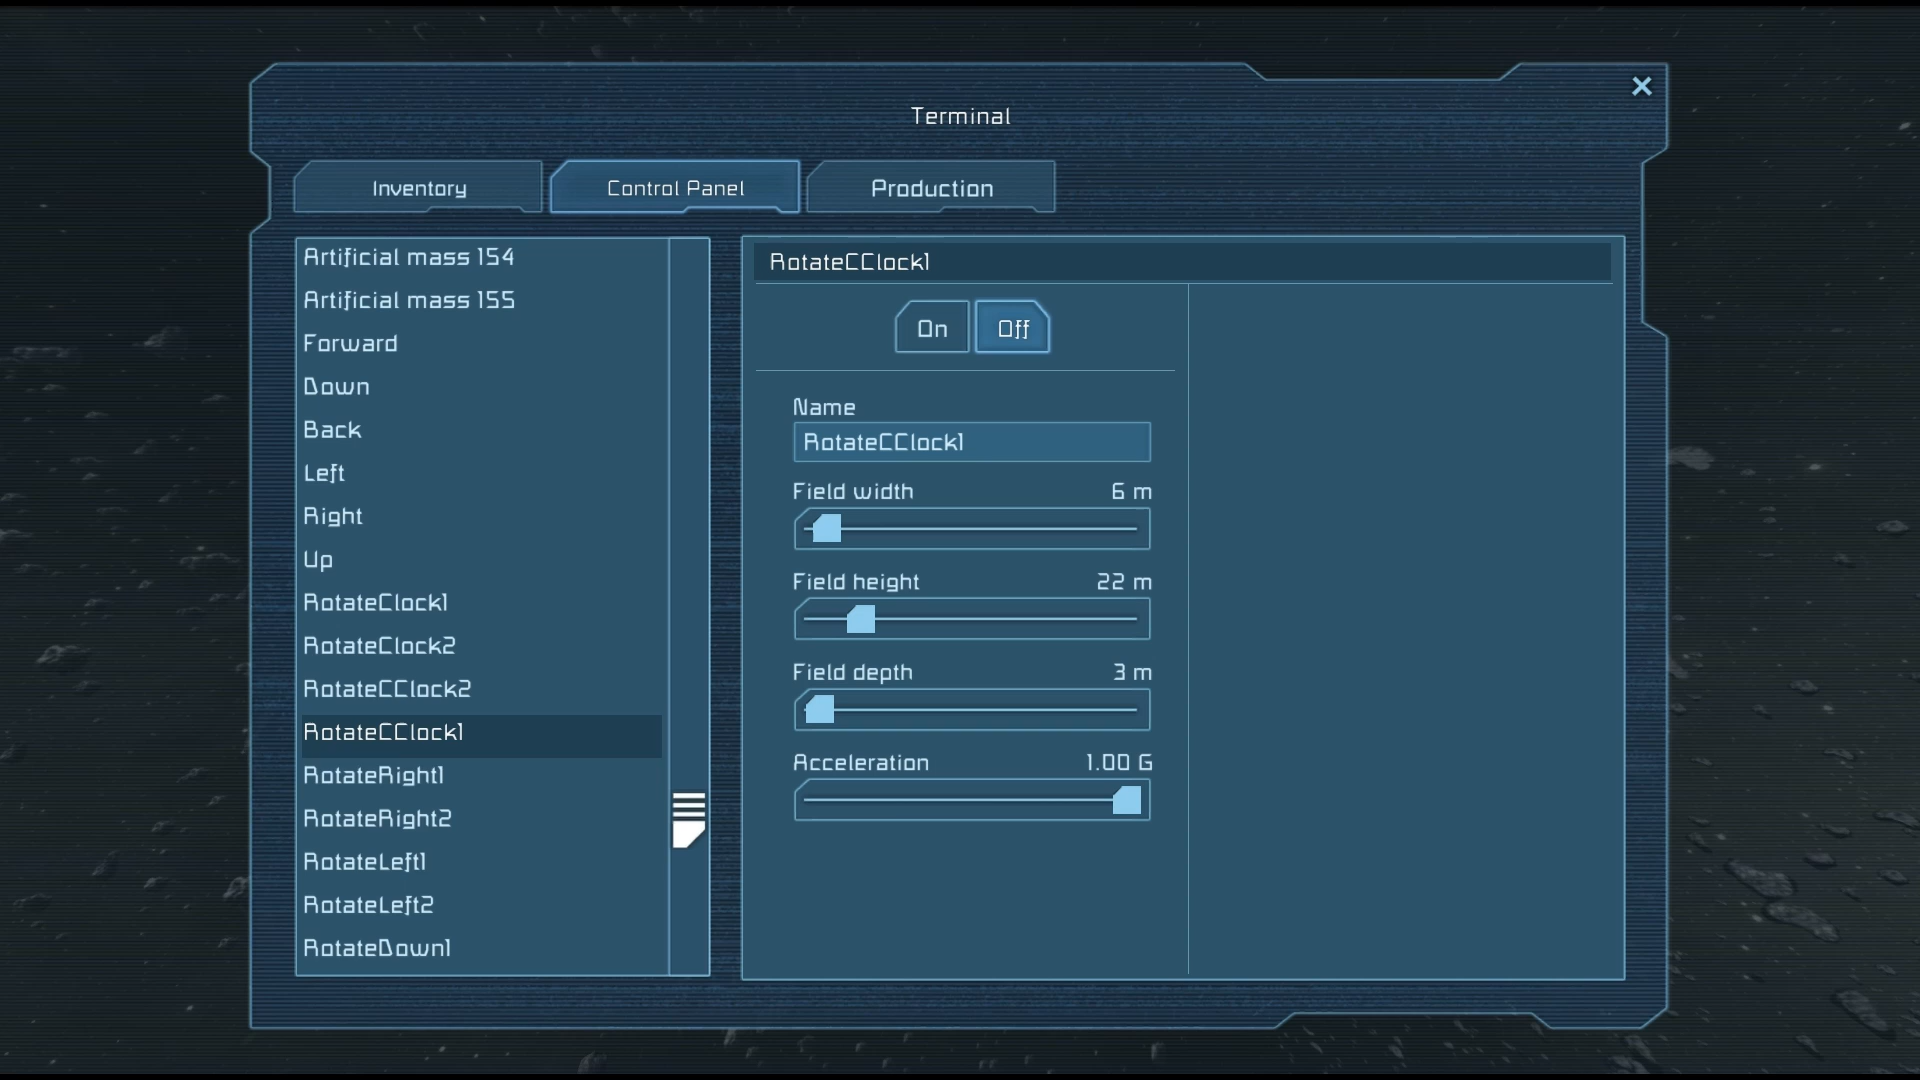 Terminal
Inventory
Control Panel
Production
Artificial mass 154
Artificial mass 155
Forward
Down
Back
Left
Right
Up
RotateClock1
RotateClock2
RotateCClock2
RotateCClock1
RotateRight1
RotateRight2
RotateLeft1
RotateLeft2
RotateDown1
RotateCClock1
On
Off
Name
RotateCClock1
Field width 6 m
Field height 22 m
Field depth 3 m
Acceleration 1.00 G